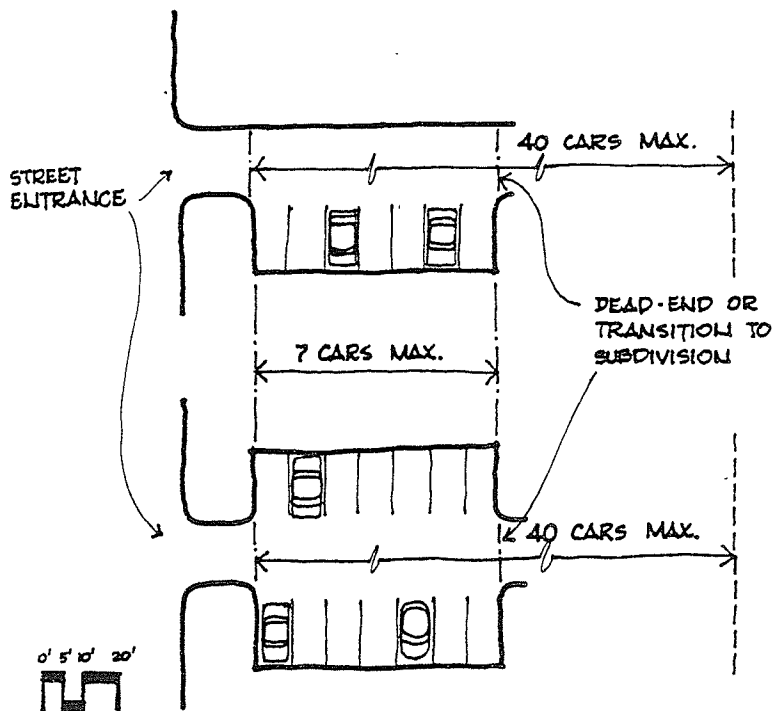 40 CARS MAX.
STREET
ENTRANCE
DEAD-END OR
TRANSITION TO
SUBDIVISION
7 CARS MAX.
40 CARS MAX.
0' 5' 10' 20'